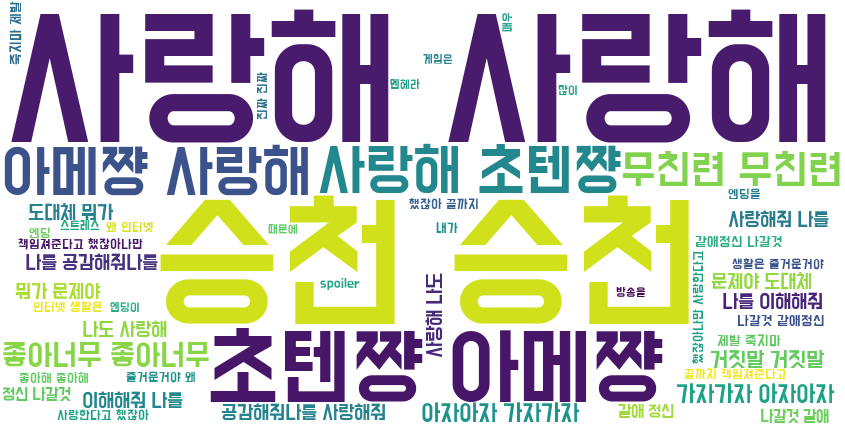 죽지마 제발
사랑해 사랑해
진짜 진짜
멘헤라
게임은
아
좀
많이
아메쨩 사랑해
사랑해 초텐쨩
무친련 무친련
엔딩을
도대체 뭐가
스트레스
왜 인터넷
엔딩
책임져준다고 했잖아나만
나를 공감해줘나를
승천 승천
때문에
했잖아 끝까지
내가
spoiler
방송을
사랑해줘 나를
같애정신 나갈것
생활은 즐거운거야
문제야 도대체
나를 이해해줘
나갈것 같애정신
뭐가 문제야
인터넷 생활은
엔딩이
나도 사랑해
좋아너무 좋아너무
좋아해 좋아해
즐거운거야 왜
정신 나갈것
이해해줘 나를
사랑한다고 했잖아
초텐쨩 아메쨩
사랑해 나도
했잖아나만 사랑한다고
제발 죽지마
거짓말 거짓말
끝까지 책임져준다고
가자가자 아자아자
공감해줘나를 사랑해줘
아자아자 가자가자
같애 정신
나갈것 같애